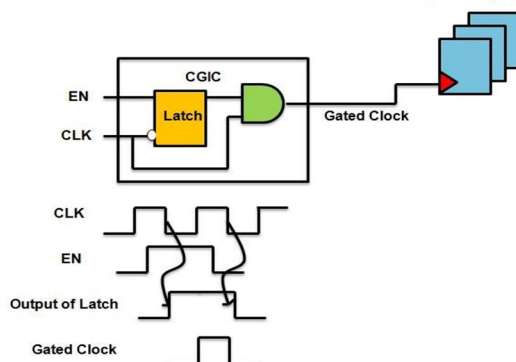 CGIC
EN
Latch
CLK
Gated Clock
CLK
EN
Output of Latch
Gated Clock